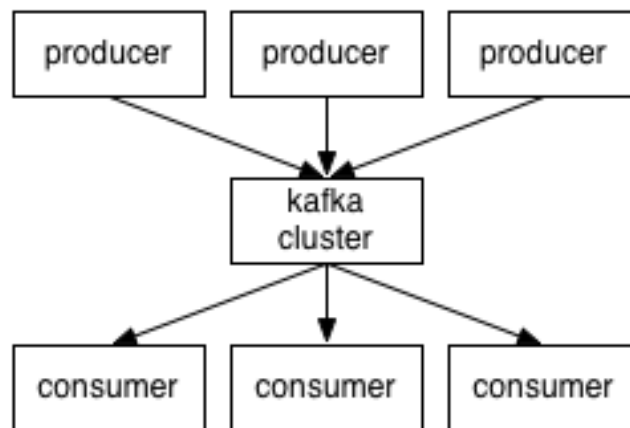 producer
producer
producer
kafka
cluster
consumer
consumer
consumer